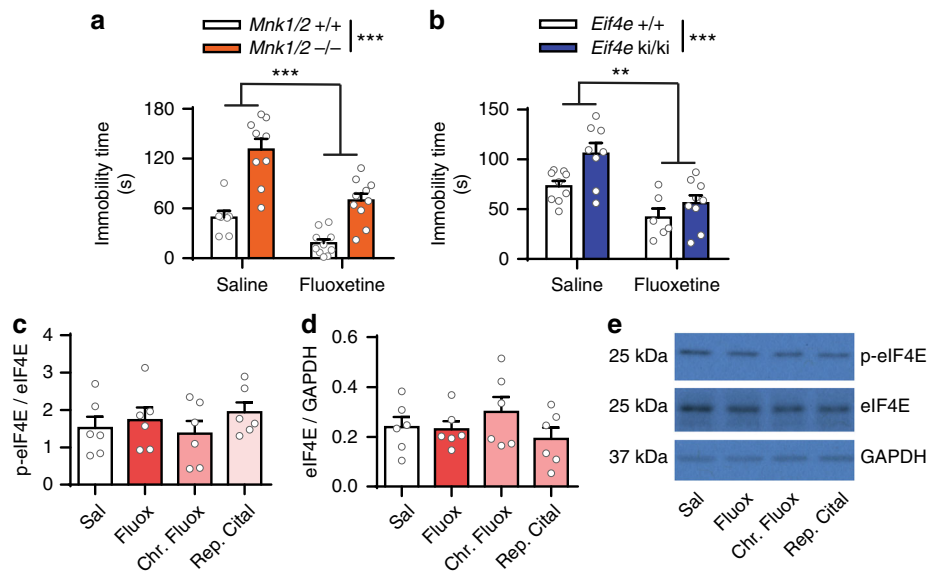 a
Mnk1/2 +/+
Mnk1/2 –/–
***
***
Immobility time
(s)
180
120
60
0
Saline
Fluoxetine
b
Eif4e +/+
Eif4e ki/ki
***
**
Immobility time
(s)
150
100
50
0
Saline
Fluoxetine
c
p-eIF4E / eIF4E
4
3
2
1
0
Sal
Fluox
Chr. Fluox
Rep. Cital
d
eIF4E / GAPDH
0.6
0.4
0.2
0.0
Sal
Fluox
Chr. Fluox
Rep. Cital
e
25 kDa
p-eIF4E
25 kDa
eIF4E
37 kDa
GAPDH
Sal
Fluox
Chr. Fluox
Rep. Cital